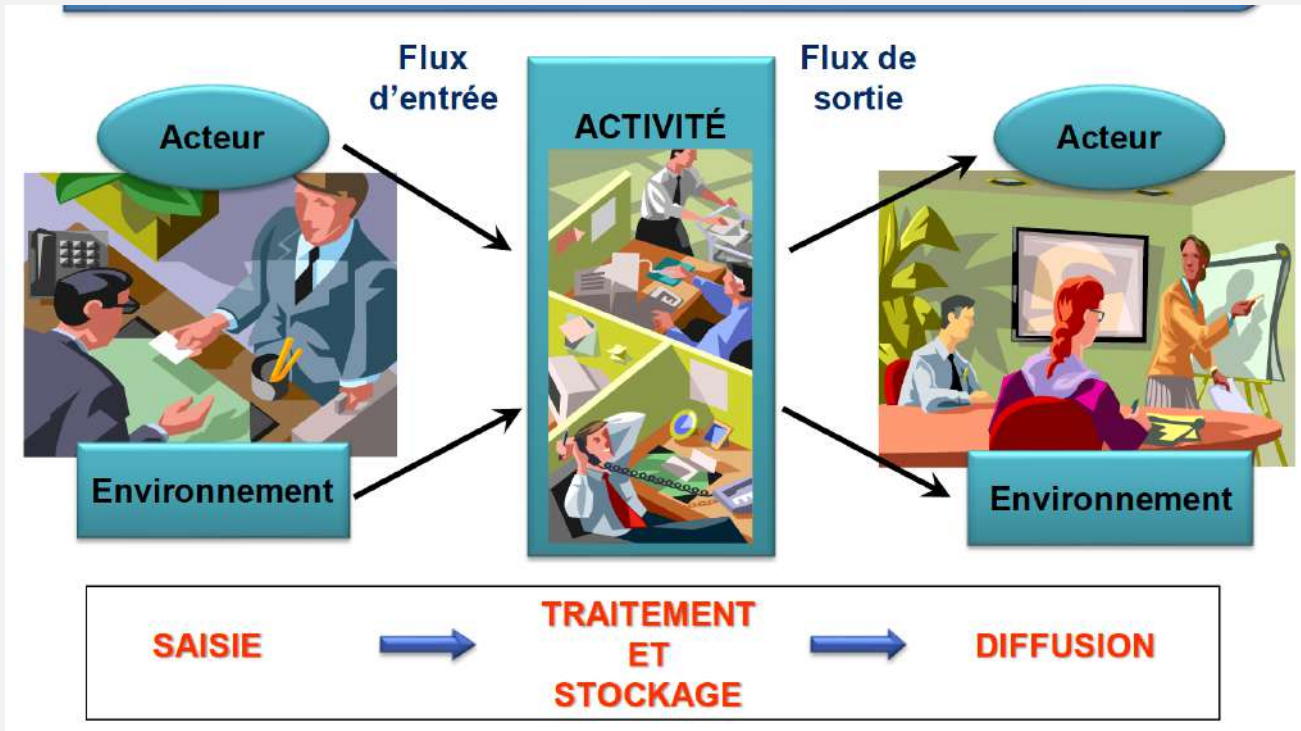 Flux
d’entrée
Flux de
sortie
Acteur
ACTIVITÉ
Acteur
Environnement
Environnement
SAISIE
TRAITEMENT
ET
STOCKAGE
DIFFUSION